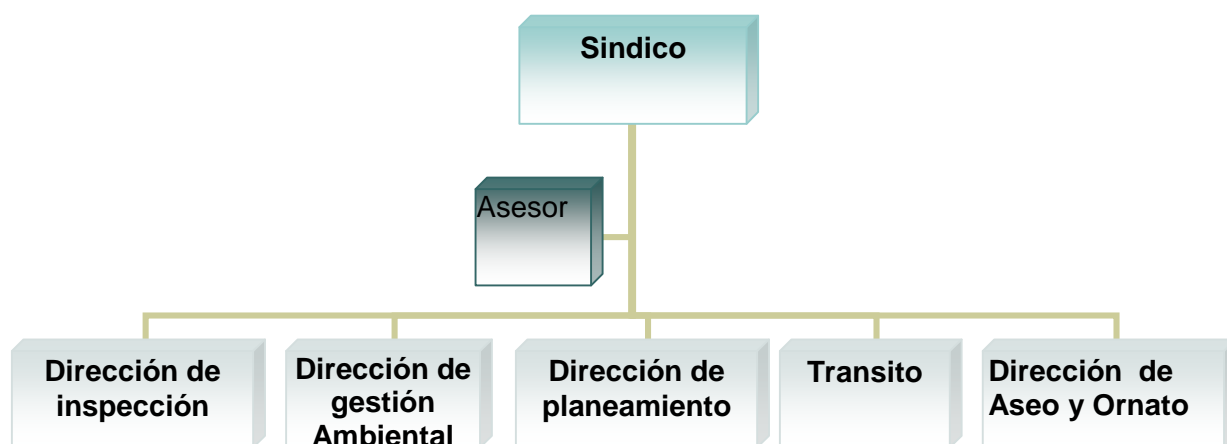 Sindico
Asesor
Dirección de
inspección
Dirección de
gestión
Ambiental
Dirección de
planeamiento
Transito
Dirección de
Aseo y Ornato